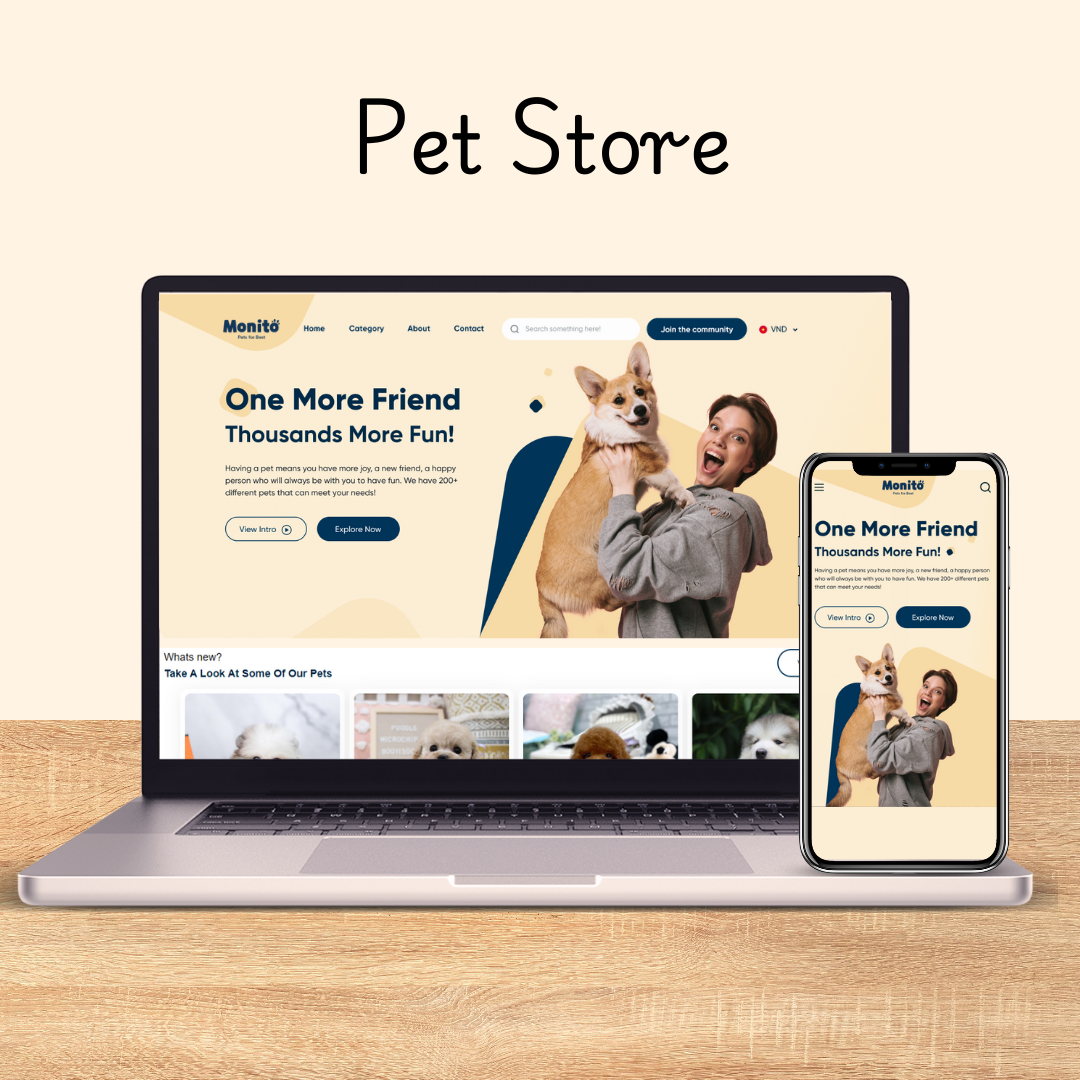 Pet Store
Monito
Pets for Best
Home Category About Contact Search something here! Join the community VND
One More Friend
Thousands More Fun!
Having a pet means you have more joy, a new friend, a happy
person who will always be with you to have fun. We have 200+
different pets that can meet your needs!
View Intro Explore Now
Whats new?
Take A Look At Some Of Our Pets
Monito
Pets for Best
One More Friend
Thousands More Fun!
Having a pet means you have more joy, a new friend, a happy person
who will always be with you to have fun. We have 200+ different pets
that can meet your needs!
View Intro Explore Now